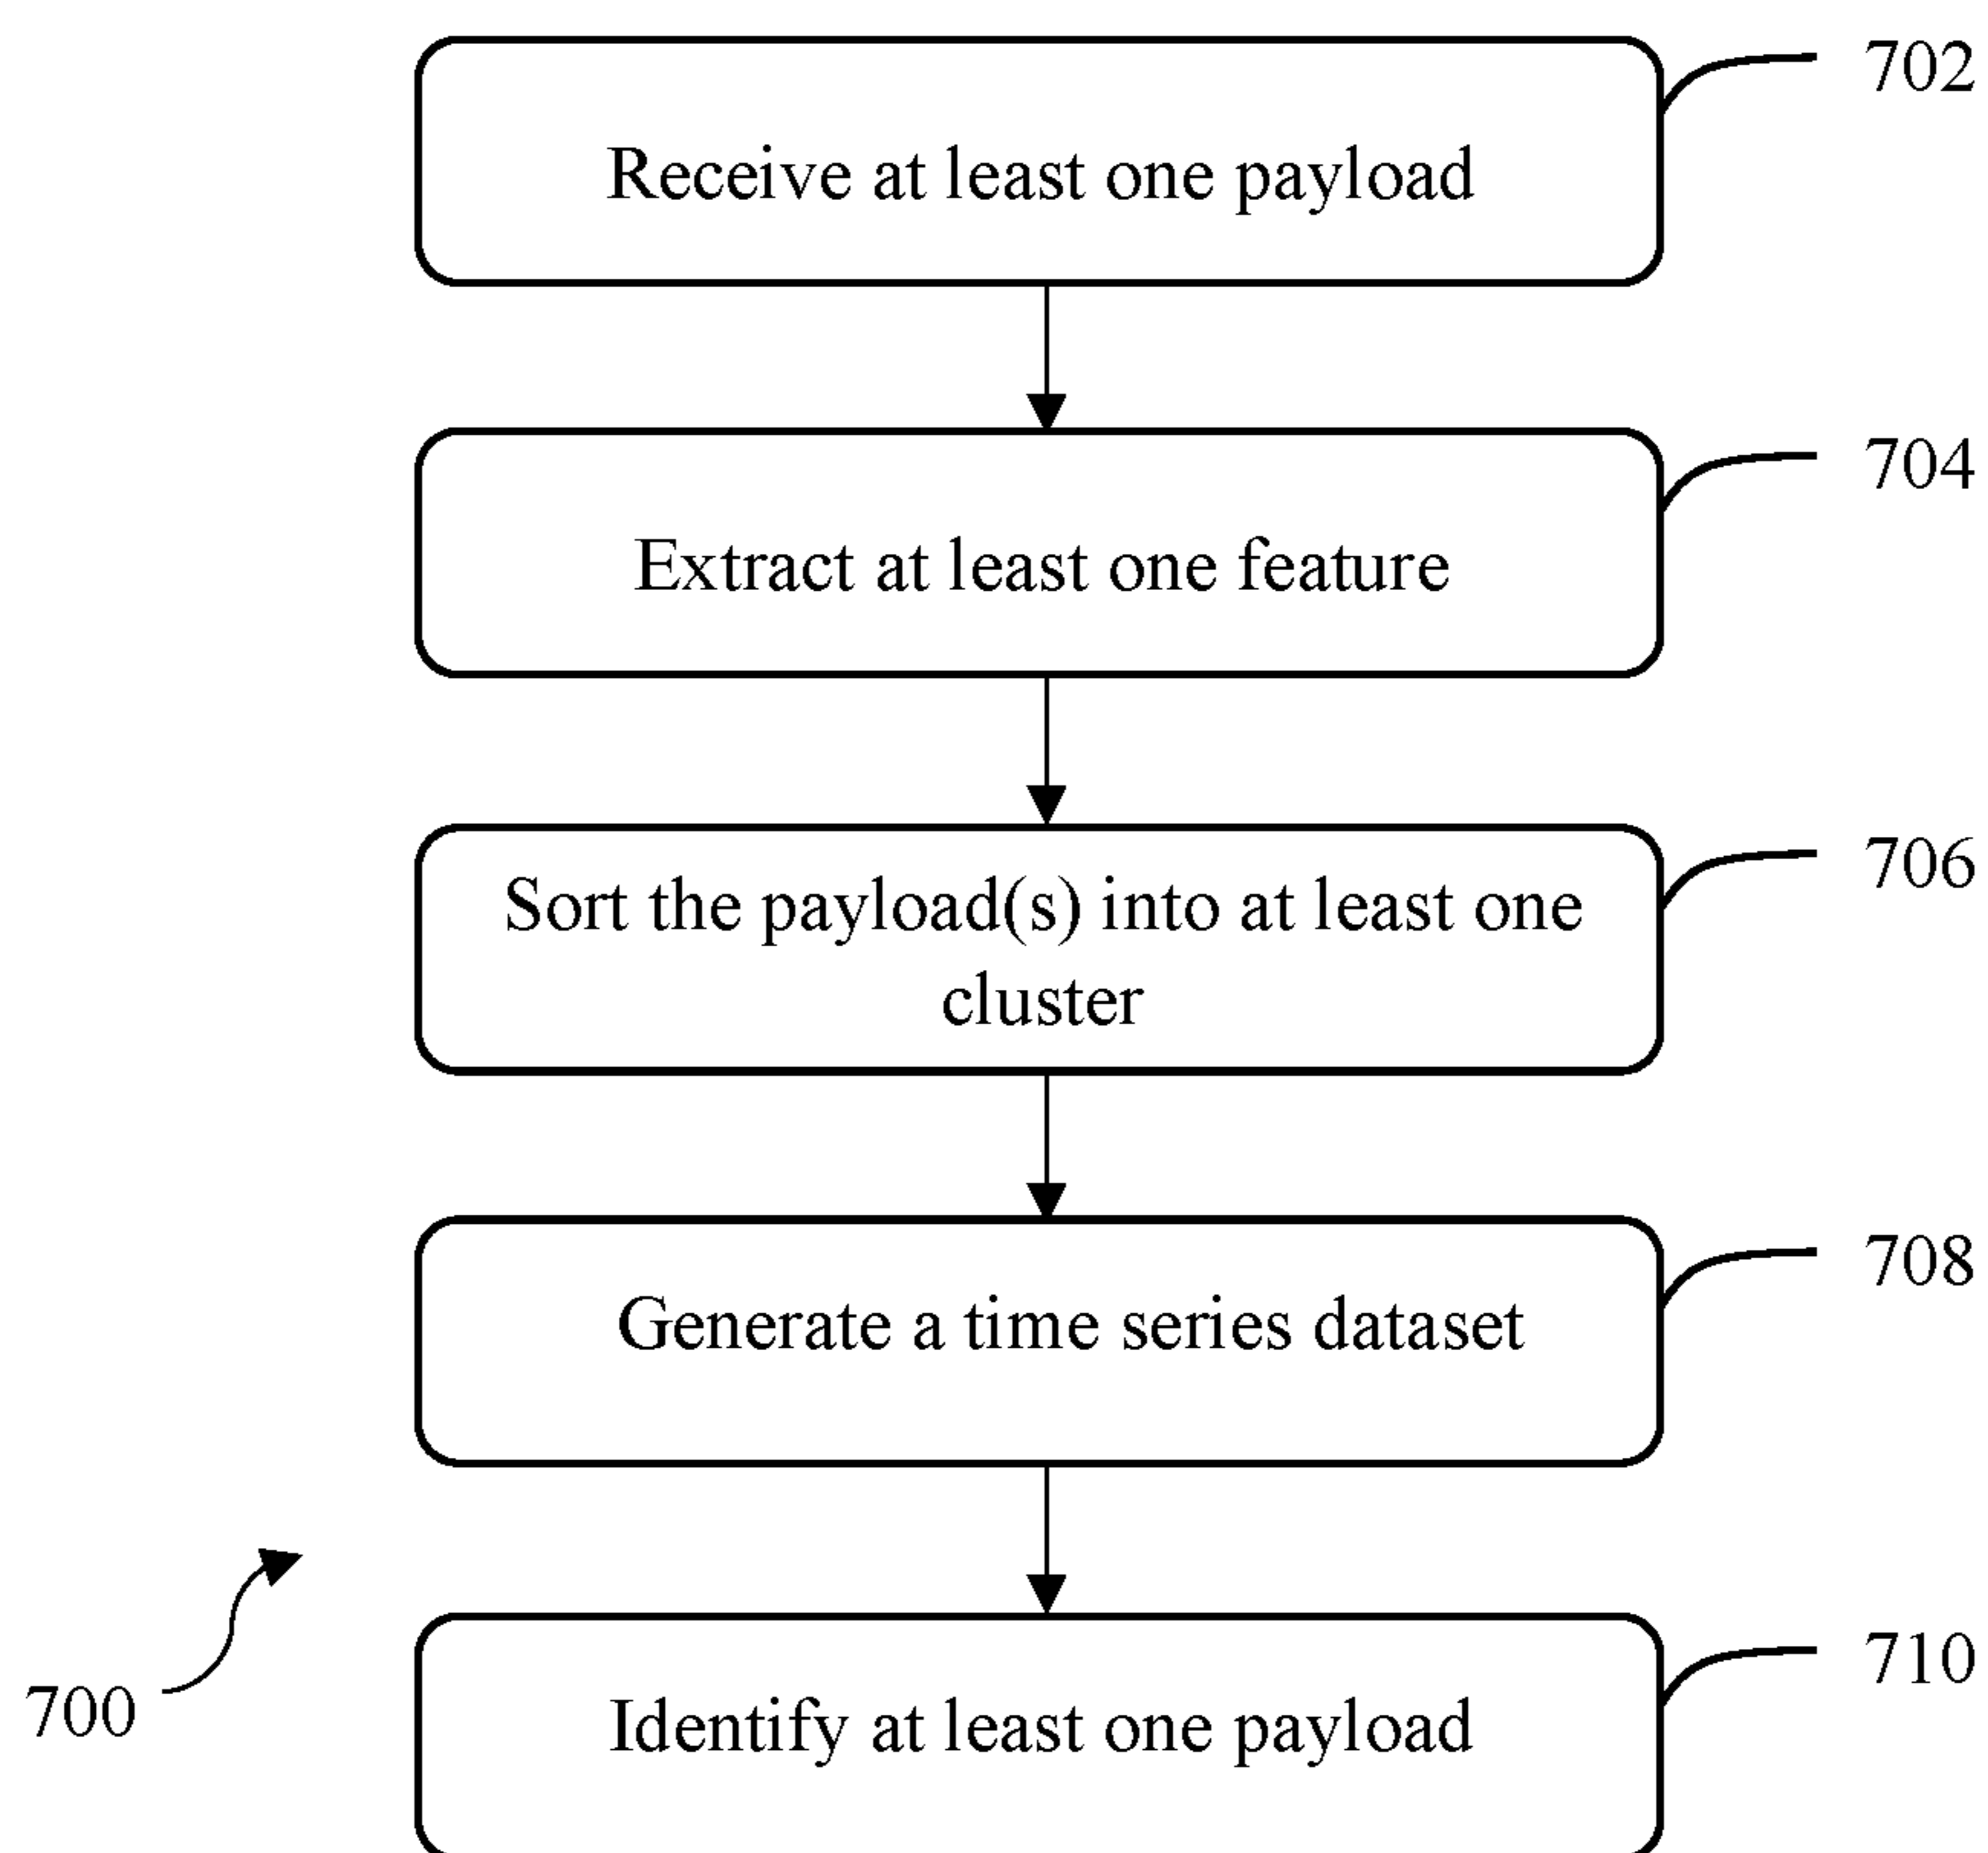 702
Receive at least one payload
704
Extract at least one feature
706
Sort the payload(s) into at least one
cluster
708
Generate a time series dataset
710
700
Identify at least one payload